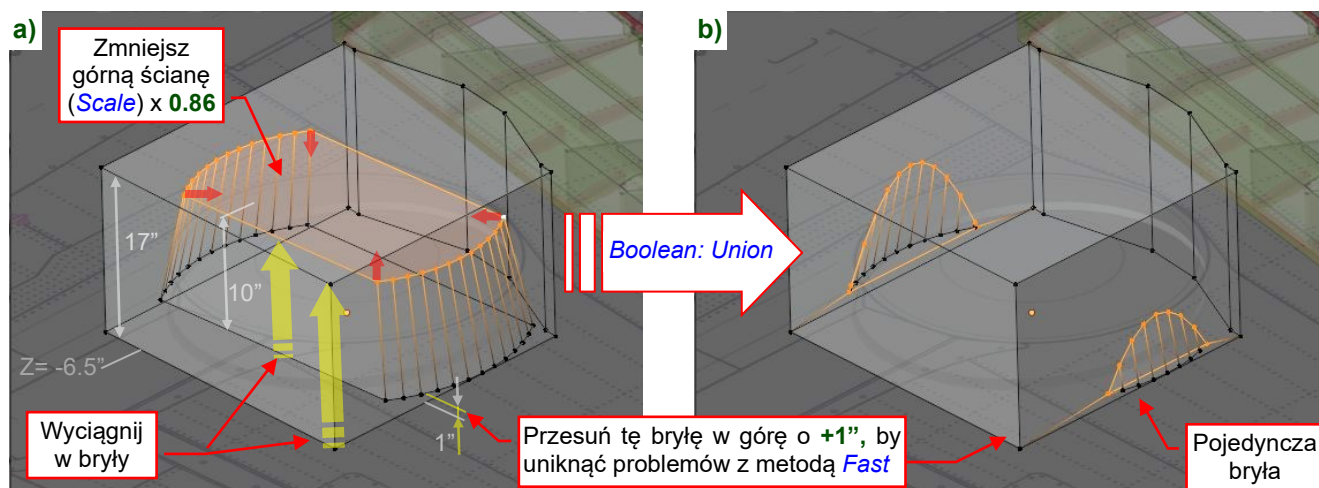 a)
Zmniejsz
górną ścianę
(Scale) x 0.86
17”
10”
Z= -6.5”
1”
Wyciągnij
w bryły
Boolean: Union
Przesuń tę bryłę w górę o +1”, by
uniknąć problemów z metodą Fast
b)
Pojedyncza
bryła